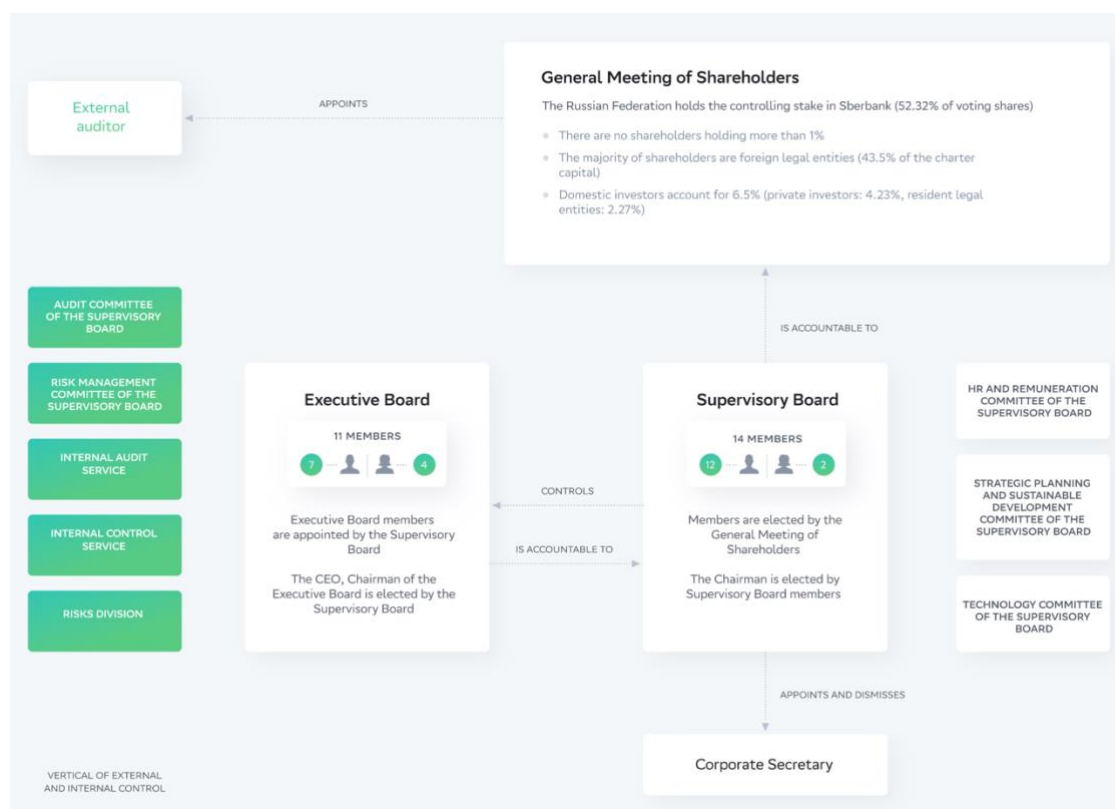 General Meeting of Shareholders
The Russian Federation holds the controlling stake in Sberbank (52.32% of voting shares)
There are no shareholders holding more than 1%
The majority of shareholders are foreign legal entities (43.5% of the charter
capital)
Domestic investors account for 6.5% (private investors: 4.23%, resident legal
entities: 2.27%)
External
auditor
APPOINTS
IS ACCOUNTABLE TO
AUDIT COMMITTEE
OF THE SUPERVISORY
BOARD
RISK MANAGEMENT
COMMITTEE OF THE
SUPERVISORY BOARD
INTERNAL AUDIT
SERVICE
INTERNAL CONTROL
SERVICE
RISKS DIVISION
Executive Board
11 MEMBERS
7
4
Executive Board members
are appointed by the Supervisory
Board
The CEO, Chairman of the
Executive Board is elected by the
Supervisory Board
CONTROLS
IS ACCOUNTABLE TO
Supervisory Board
14 MEMBERS
12
2
Members are elected by the
General Meeting of
Shareholders
The Chairman is elected by
Supervisory Board members
HR AND REMUNERATION
COMMITTEE OF THE
SUPERVISORY BOARD
STRATEGIC PLANNING
AND SUSTAINABLE
DEVELOPMENT
COMMITTEE OF THE
SUPERVISORY BOARD
TECHNOLOGY COMMITTEE
OF THE SUPERVISORY
BOARD
APPOINTS AND DISMISSES
Corporate Secretary
VERTICAL OF EXTERNAL
AND INTERNAL CONTROL